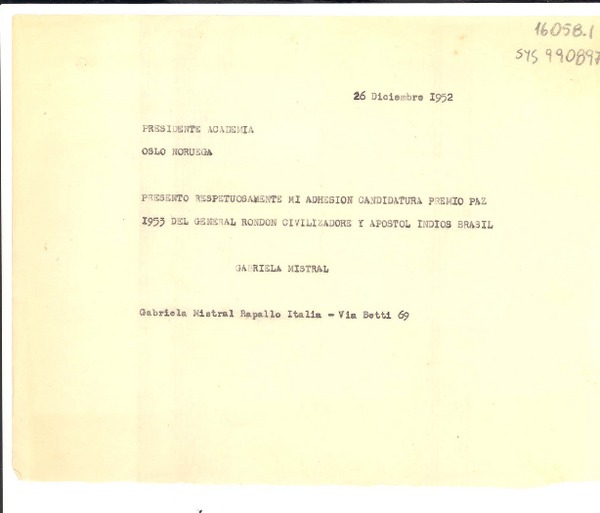 16058.1
SYS 990897
26 Diciembre 1952
PRESIDENTE ACADEMIA
OSLO NORUEGA
PRESENTO RESPETUOSAMENTE MI ADHESION CANDIDATURA PREMIO PAZ
1953 DEL GENERAL RONDON CIVILIZADORE Y APOSTOL INDIOS BRASIL
GABRIELA MISTRAL
Gabriela Mistral Rapallo Italia - Via Botti 69